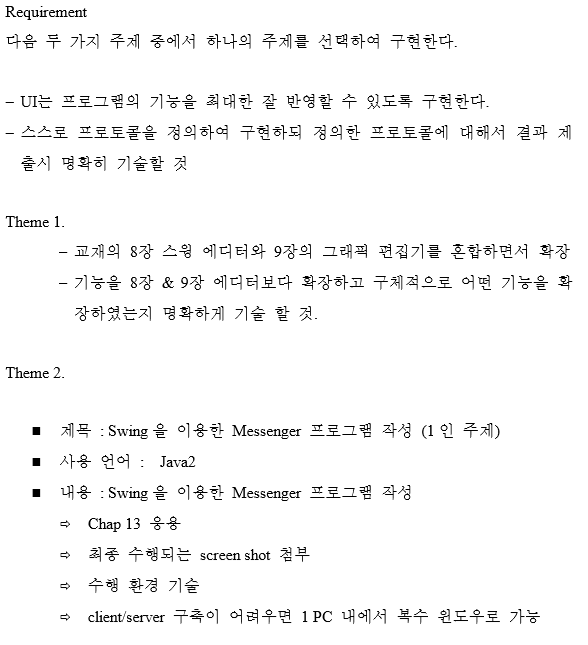 Requirement
다음 두 가지 주제 중에서 하나의 주제를 선택하여 구현한다.
– UI는 프로그램의 기능을 최대한 잘 반영할 수 있도록 구현한다.
– 스스로 프로토콜을 정의하여 구현하되 정의한 프로토콜에 대해서 결과 제
출시 명확히 기술할 것
Theme 1.
– 교재의 8장 스윙 에디터와 9장의 그래픽 편집기를 혼합하면서 확장
– 기능을 8장 & 9장 에디터보다 확장하고 구체적으로 어떤 기능을 확
장하였는지 명확하게 기술 할 것.
Theme 2.
■ 제목 : Swing을 이용한 Messenger 프로그램 작성 (1인 주제)
■ 사용 언어 : Java2
■ 내용 : Swing을 이용한 Messenger 프로그램 작성
⇨ Chap 13 응용
⇨ 최종 수행되는 screen shot 첨부
⇨ 수행 환경 기술
⇨ client/server 구축이 어려우면 1 PC 내에서 복수 윈도우로 가능